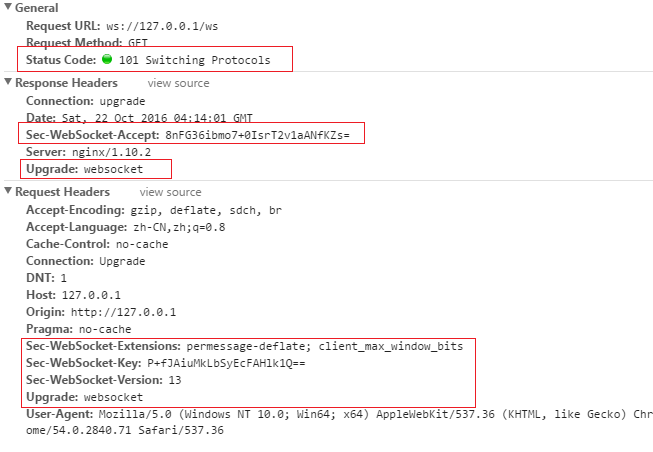 General
Request URL: ws://127.0.0.1/ws
Request Method: GET
Status Code: 101 Switching Protocols
Response Headers view source
Connection: upgrade
Date: Sat, 22 Oct 2016 04:14:01 GMT
Sec-WebSocket-Accept: 8nFG36ibmo7+0IsrT2v1aANfKZs=
Server: nginx/1.10.2
Upgrade: websocket
Request Headers view source
Accept-Encoding: gzip, deflate, sdch, br
Accept-Language: zh-CN,zh;q=0.8
Cache-Control: no-cache
Connection: Upgrade
DNT: 1
Host: 127.0.0.1
Origin: http://127.0.0.1
Pragma: no-cache
Sec-WebSocket-Extensions: permessage-deflate; client_max_window_bits
Sec-WebSocket-Key: P+fJAiuMkLbSyEcFAHlk1Q==
Sec-WebSocket-Version: 13
Upgrade: websocket
User-Agent: Mozilla/5.0 (Windows NT 10.0; Win64; x64) AppleWebKit/537.36 (KHTML, like Gecko) Chr
ome/54.0.2840.71 Safari/537.36